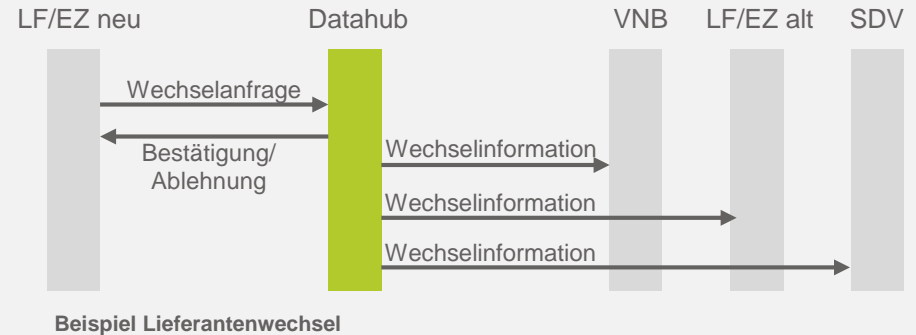 LF/EZ neu Datahub VNB LF/EZ alt SDV
Wechselanfrage
Bestätigung/
Ablehnung
Wechselinformation
Wechselinformation
Wechselinformation
Beispiel Lieferantenwechsel